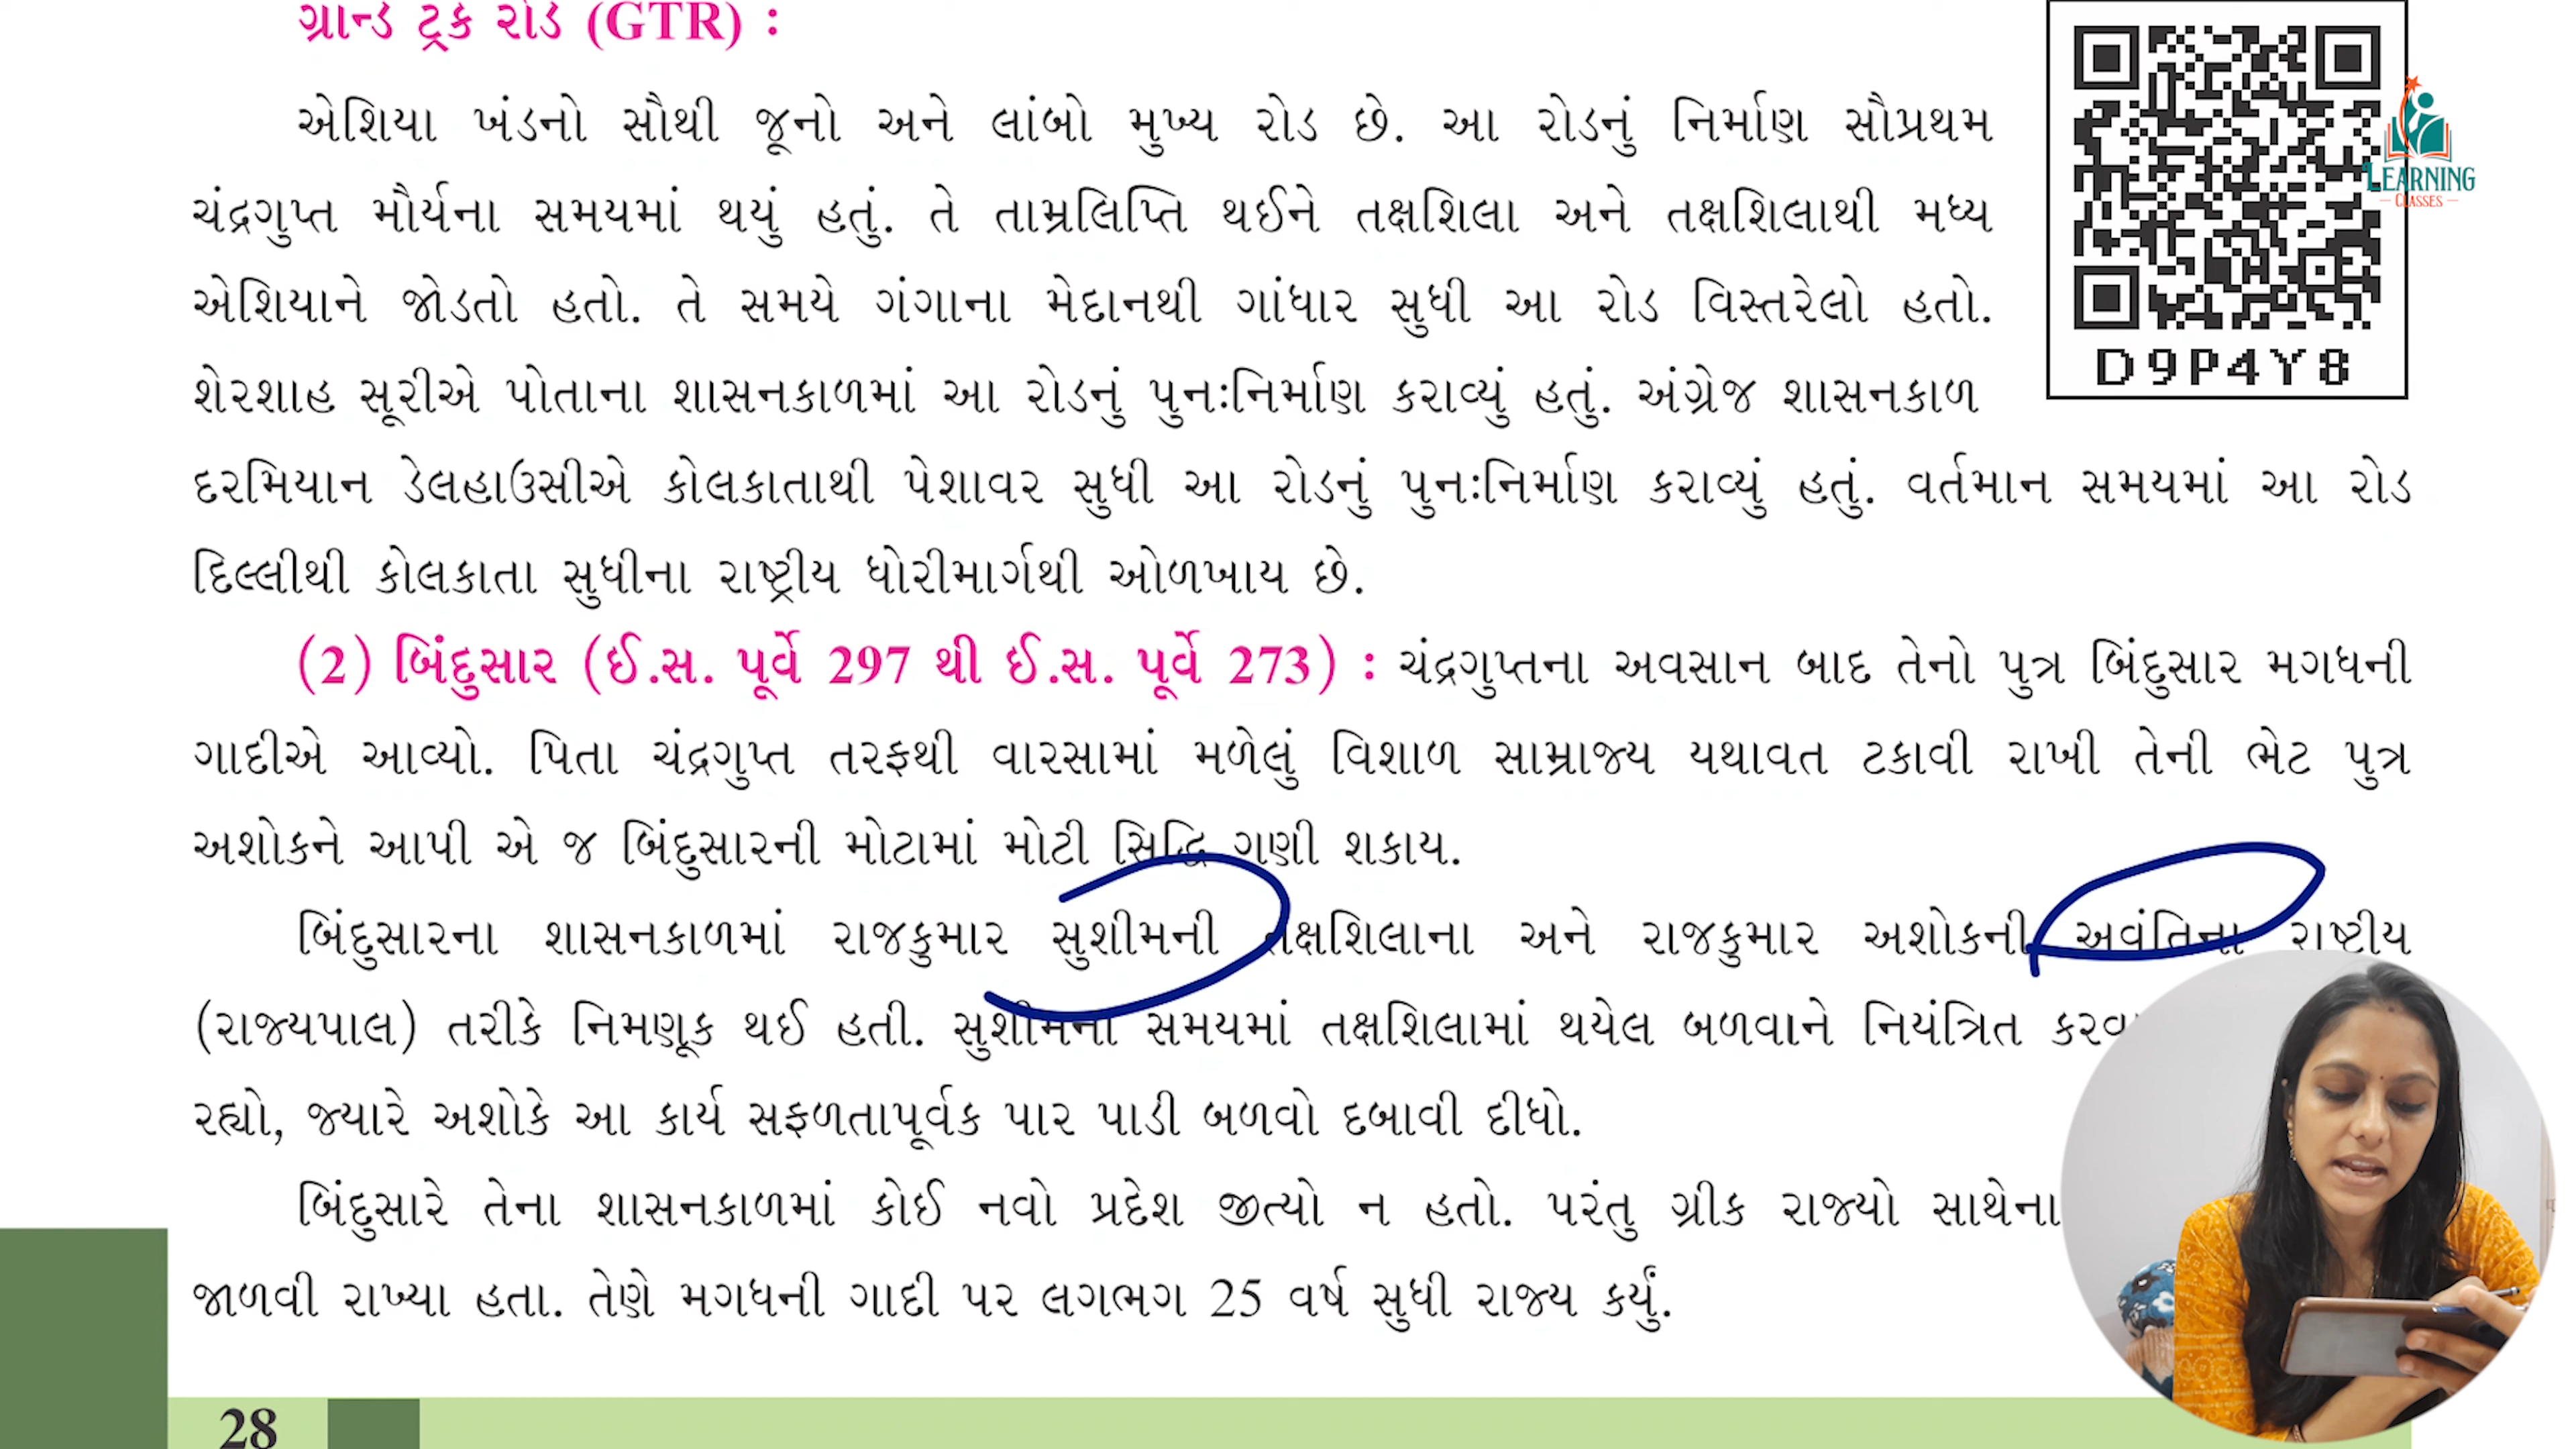 ગ્રાન્ડ ટ્રંક રોડ (GTR) :
એશિયા ખંડનો સૌથી જૂનો અને લાંબો મુખ્ય રોડ છે. આ રોડનું નિર્માણ સૌપ્રથમ
ચંદ્રગુપ્ત મૌર્યના સમયમાં થયું હતું. તે તામ્રલિપ્તિ થઈને તક્ષશિલા અને તક્ષશિલાથી મધ્ય
એશિયાને જોડતો હતો. તે સમયે ગંગાના મેદાનથી ગાંધાર સુધી આ રોડ વિસ્તરેલો હતો.
શેરશાહ સૂરીએ પોતાના શાસનકાળમાં આ રોડનું પુનઃનિર્માણ કરાવ્યું હતું. અંગ્રેજ શાસનકાળ
દરમિયાન ડેલહાઉસીએ કોલકાતાથી પેશાવર સુધી આ રોડનું પુનઃનિર્માણ કરાવ્યું હતું. વર્તમાન સમયમાં આ રોડ
દિલ્લીથી કોલકાતા સુધીના રાષ્ટ્રીય ધોરીમાર્ગથી ઓળખાય છે.
D9P4Y8
LEARNING
CLASSES
(2) બિંદુસાર (ઈ.સ. પૂર્વે 297 થી ઈ.સ. પૂર્વે 273) : ચંદ્રગુપ્તના અવસાન બાદ તેનો પુત્ર બિંદુસાર મગધની
ગાદીએ આવ્યો. પિતા ચંદ્રગુપ્ત તરફથી વારસામાં મળેલું વિશાળ સામ્રાજ્ય યથાવત ટકાવી રાખી તેની ભેટ પુત્ર
અશોકને આપી એ જ બિંદુસારની મોટામાં મોટી સિદ્ધિ ગણી શકાય.
બિંદુસારના શાસનકાળમાં રાજકુમાર સુશીમની તક્ષશિલાના અને રાજકુમાર અશોકની અવંતિના રાષ્ટીય
(રાજ્યપાલ) તરીકે નિમણૂક થઈ હતી. સુશીમના સમયમાં તક્ષશિલામાં થયેલ બળવાને નિયંત્રિત
રહ્યો, જ્યારે અશોકે આ કાર્ય સફળતાપૂર્વક પાર પાડી બળવો દબાવી દીધો.
બિંદુસારે તેના શાસનકાળમાં કોઈ નવો પ્રદેશ જીત્યો ન હતો. પરંતુ ગ્રીક રાજ્યો સાથેના
જાળવી રાખ્યા હતા. તેણે મગધની ગાદી પર લગભગ 25 વર્ષ સુધી રાજ્ય કર્યું.
28